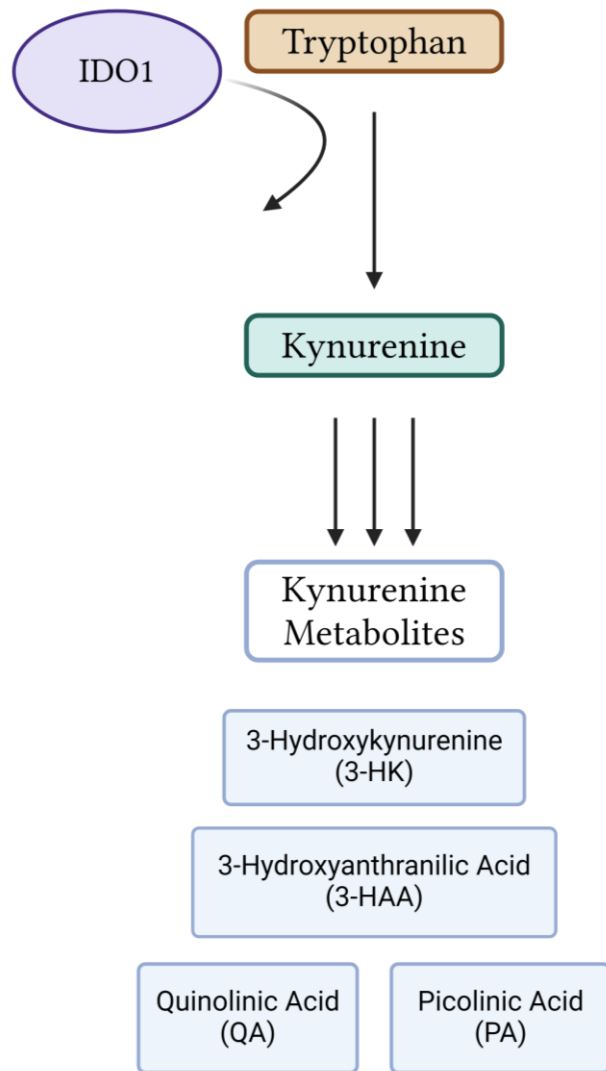 IDO1
Tryptophan
Kynurenine
Kynurenine
Metabolites
3-Hydroxykynurenine
(3-HK)
3-Hydroxyanthranilic Acid
(3-HAA)
Quinolinic Acid
(QA)
Picolinic Acid
(PA)